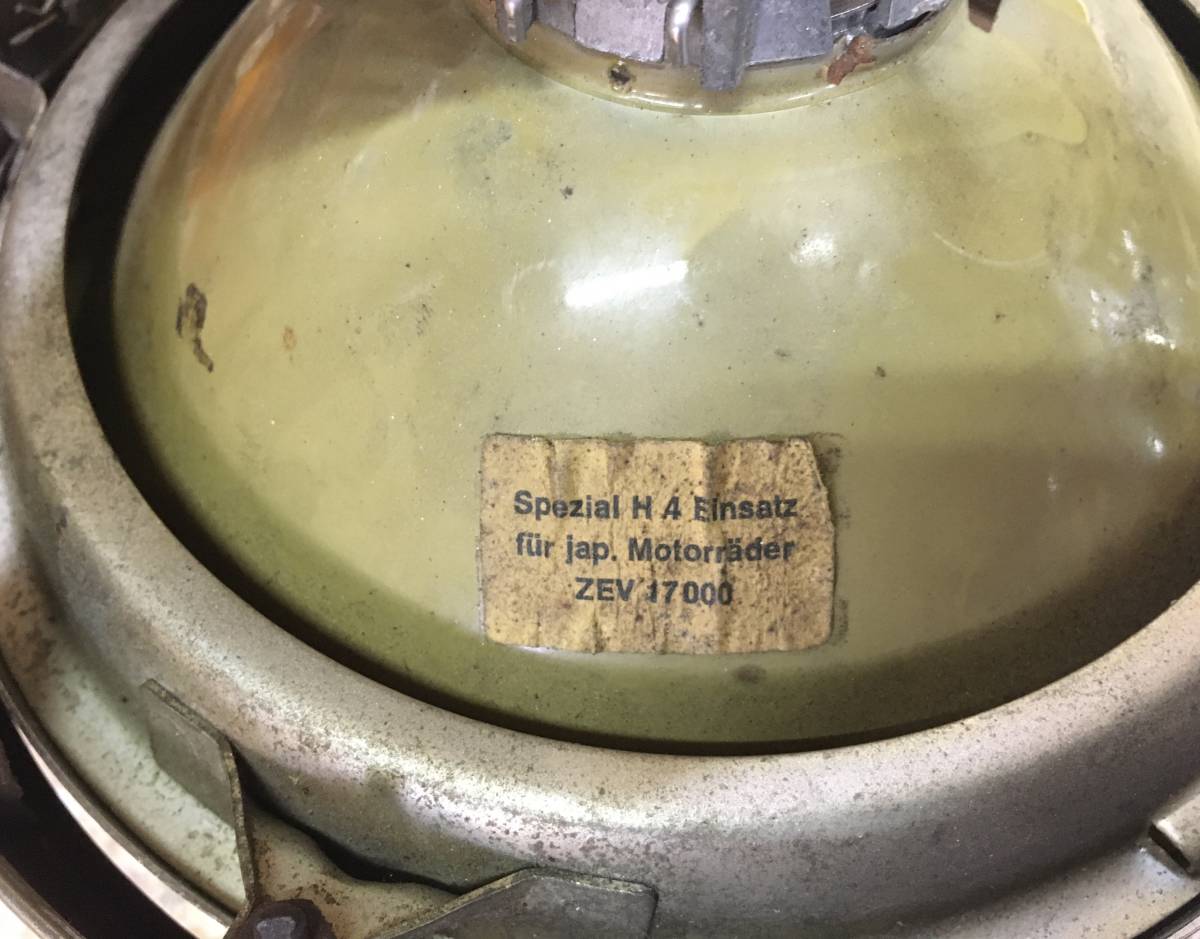 Spezial H 4 Einsatz
für jap. Motorräder
ZEV 17000